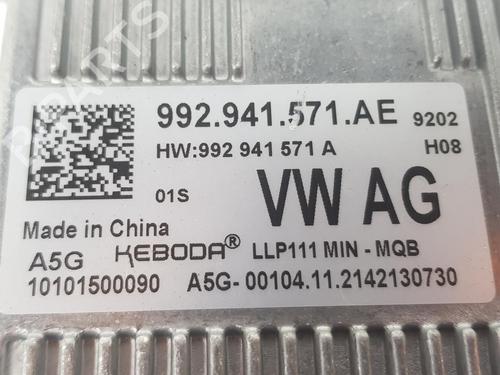 992.941.571.AE 9202
HW:992 941 571 A H08
01S VW AG
Made in China
A5G KEBODA® LLP111 MIN - MQB
10101500090 A5G- 00104.11.2142130730